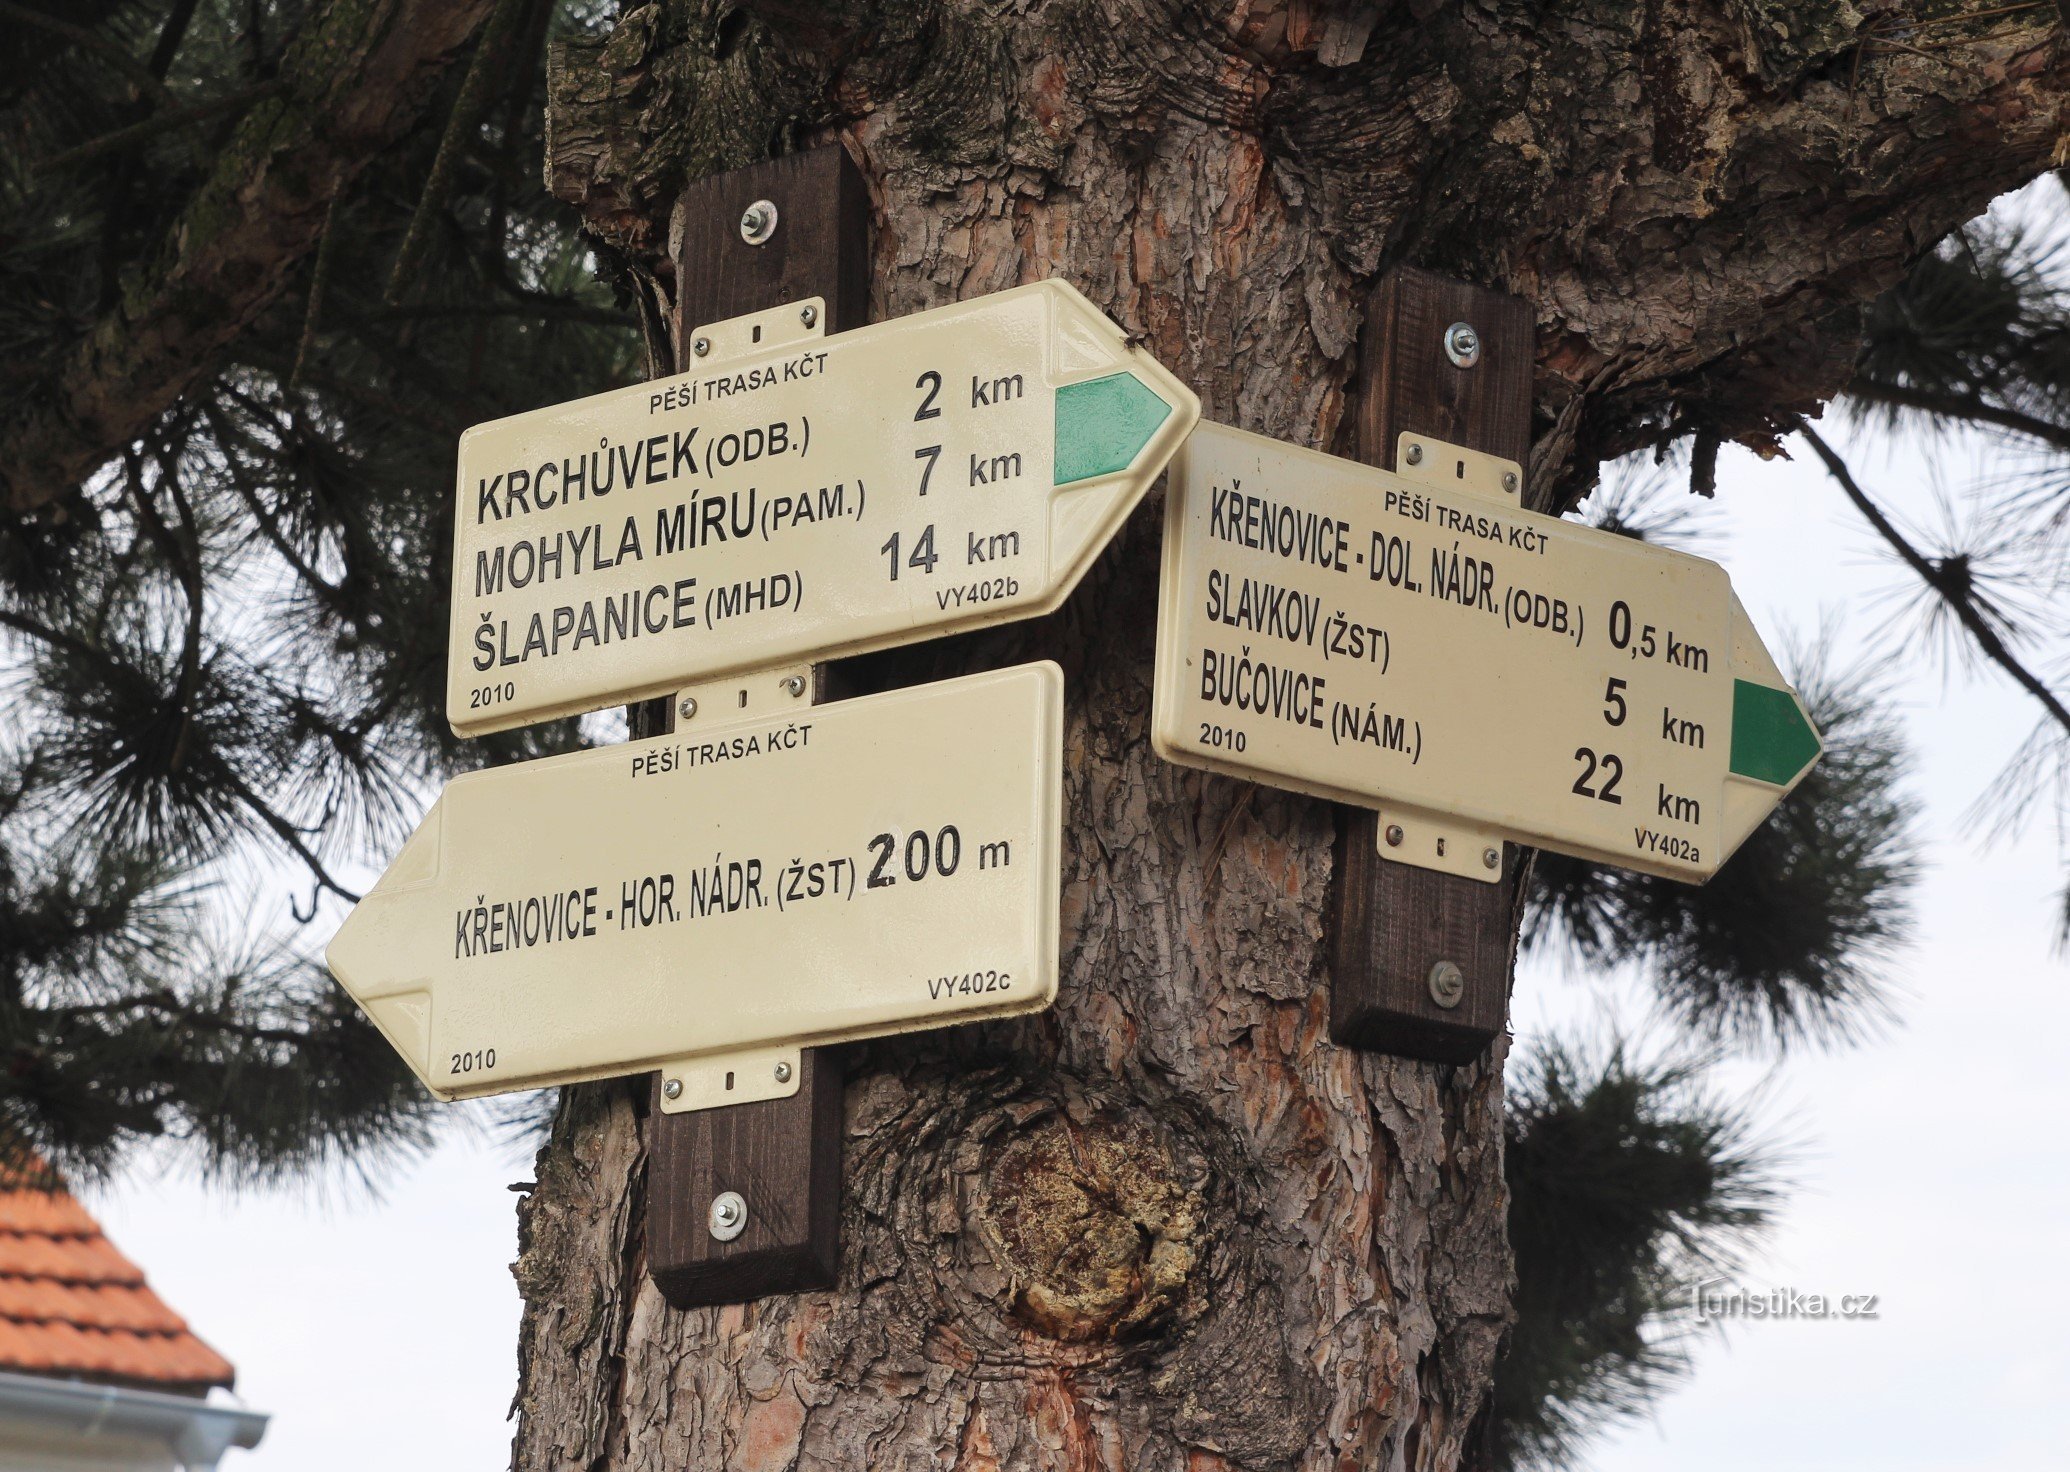 PĚŠÍ TRASA KČT
KRCHŮVEK (ODB.) 2 km
MOHYLA MÍRU (PAM.) 7 km
ŠLAPANICE (MHD) 14 km
2010 VY402b
PĚŠÍ TRASA KČT
KŘENOVICE - HOR. NÁDR. (ŽST) 200 m
2010 VY402c
PĚŠÍ TRASA KČT
KŘENOVICE - DOL. NÁDR. (ODB.) 0,5 km
SLAVKOV (ŽST) 5 km
BUČOVICE (NÁM.) 22 km
2010 VY402a
Turistika.cz